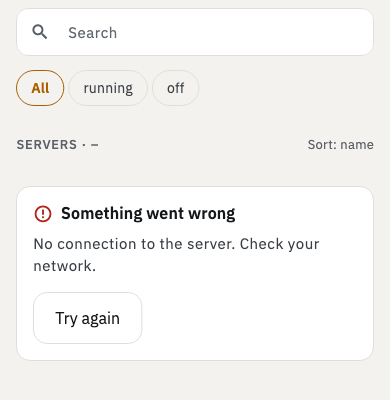 Search
All running off
SERVERS · – Sort: name
Something went wrong
No connection to the server. Check your
network.
Try again